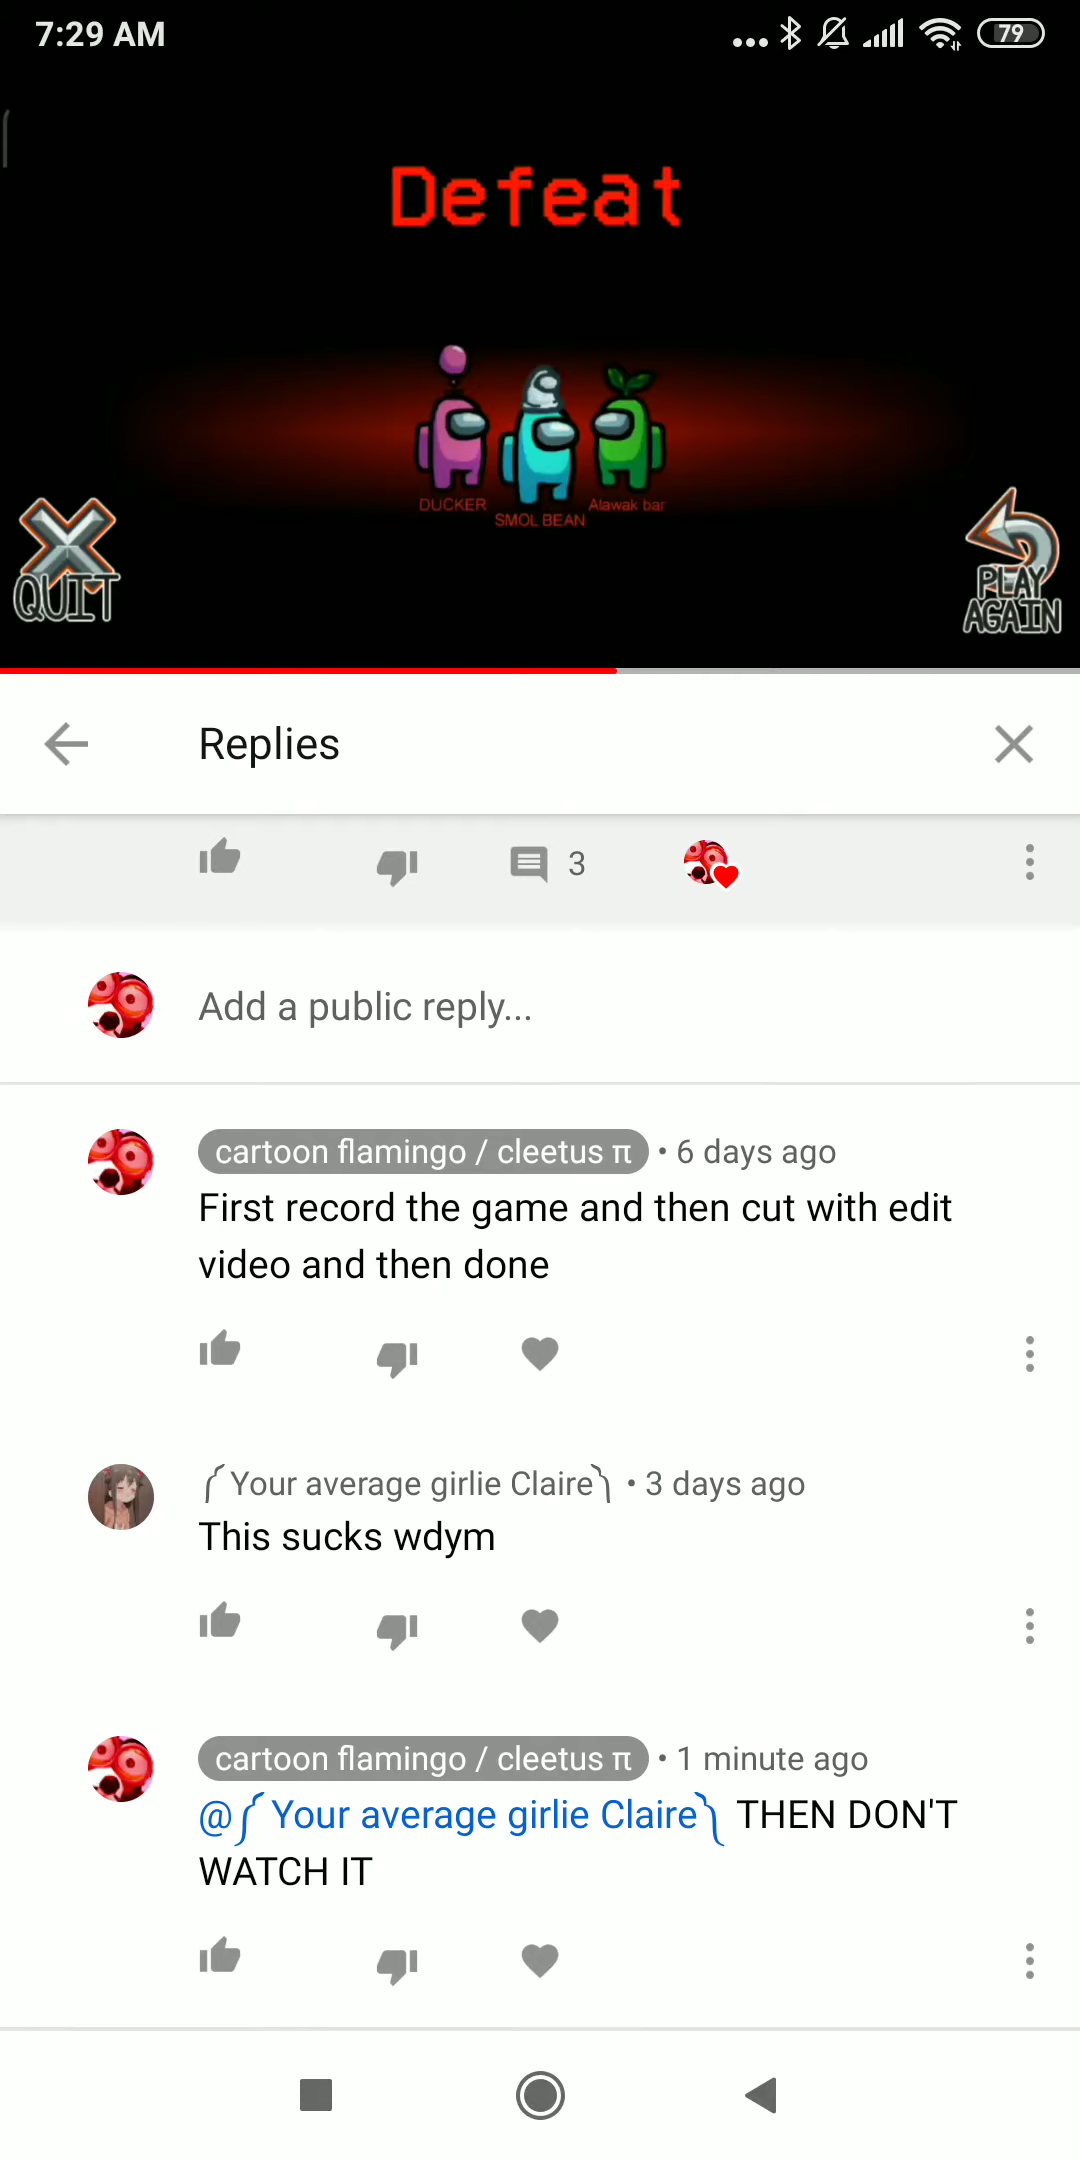 7:29 AM
79
Defeat
DUCKER
SMOL BEAN
Alawak bar
QUIT
PLAY
AGAIN
Replies
3
Add a public reply...
cartoon flamingo / cleetus π • 6 days ago
First record the game and then cut with edit
video and then done
╭Your average girlie Claire╮ • 3 days ago
This sucks wdym
cartoon flamingo / cleetus π • 1 minute ago
@╭Your average girlie Claire╮ THEN DON'T
WATCH IT